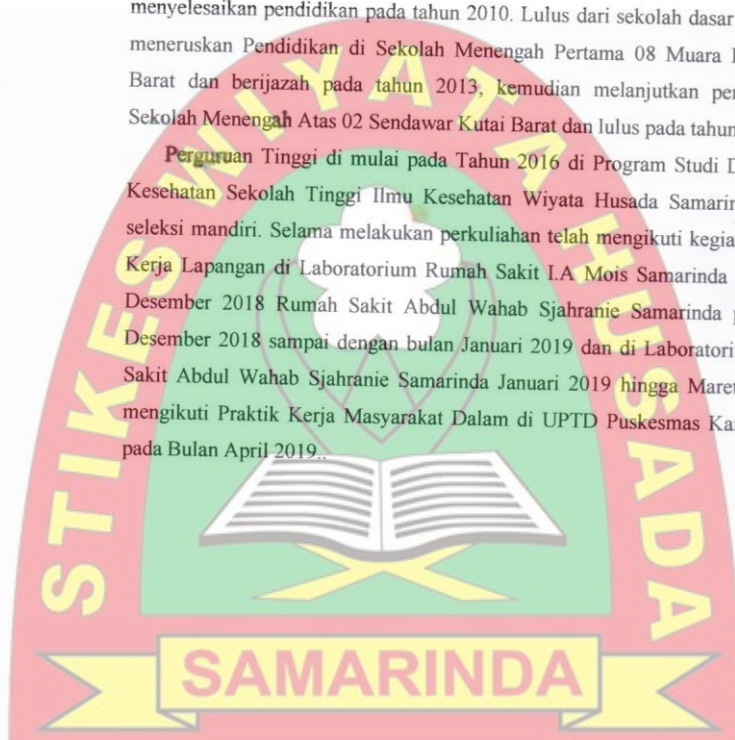 menyelesaikan pendidikan pada tahun 2010. Lulus dari sekolah dasar
meneruskan Pendidikan di Sekolah Menengah Pertama 08 Muara
Barat dan berijazah pada tahun 2013, kemudian melanjutkan
Sekolah Menengah Atas 02 Sendawar Kutai Barat dan lulus pada tahun
Perguruan Tinggi di mulai pada Tahun 2016 di Program Studi
Kesehatan Sekolah Tinggi Ilmu Kesehatan Wiyata Husada
seleksi mandiri. Selama melakukan perkuliahan telah mengikuti
Kerja Lapangan di Laboratorium Rumah Sakit I.A Mois Samarinda
Desember 2018 Rumah Sakit Abdul Wahab Sjahranie Samarinda
Desember 2018 sampai dengan bulan Januari 2019 dan di
Sakit Abdul Wahab Sjahranie Samarinda Januari 2019 hingga Maret
mengikuti Praktik Kerja Masyarakat Dalam di UPTD Puskesmas
pada Bulan April 2019..
STIKES WIYATA HUSADA
SAMARINDA